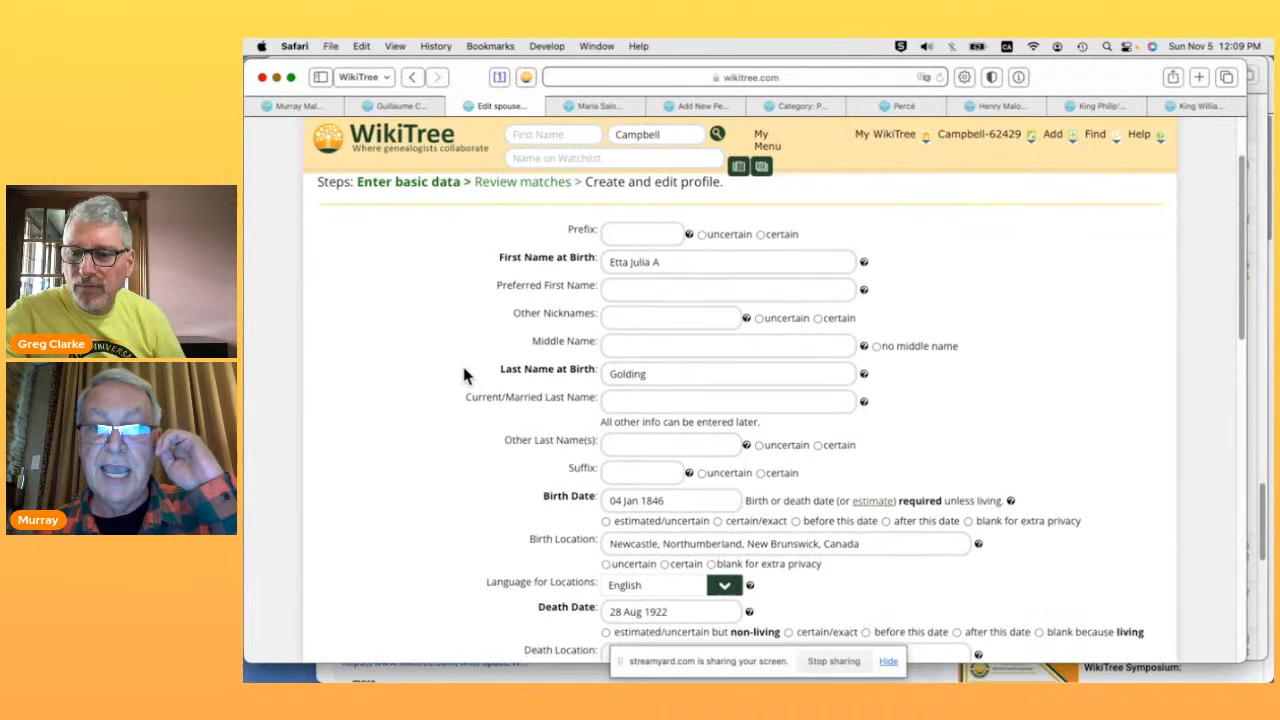 Safari File Edit View History Bookmarks Develop Window Help CA Sun Nov 5 12:09 PM
WikiTree [1] wikitree.com
Murray Mal... Guillaume C... Edit spouse... Maria Salo... Add New Pe... Category: P... Percé Henry Malo... King Philip'... King Willia...
WikiTree
Where genealogists collaborate
First Name Campbell My Menu My WikiTree Campbell-62429 Add Find Help
Name on Watchlist
Steps: Enter basic data > Review matches > Create and edit profile.
Prefix: uncertain certain
First Name at Birth: Etta Julia A
Preferred First Name:
Other Nicknames: uncertain certain
Middle Name: no middle name
Last Name at Birth: Golding
Current/Married Last Name:
All other info can be entered later.
Other Last Name(s): uncertain certain
Suffix: uncertain certain
Birth Date: 04 Jan 1846 Birth or death date (or estimate) required unless living.
estimated/uncertain certain/exact before this date after this date blank for extra privacy
Birth Location: Newcastle, Northumberland, New Brunswick, Canada
uncertain certain blank for extra privacy
Language for Locations: English
Death Date: 28 Aug 1922
estimated/uncertain but non-living certain/exact before this date after this date blank because living
Death Location:
streamyard.com is sharing your screen. Stop sharing Hide
WikiTree Symposium:
Greg Clarke
Murray